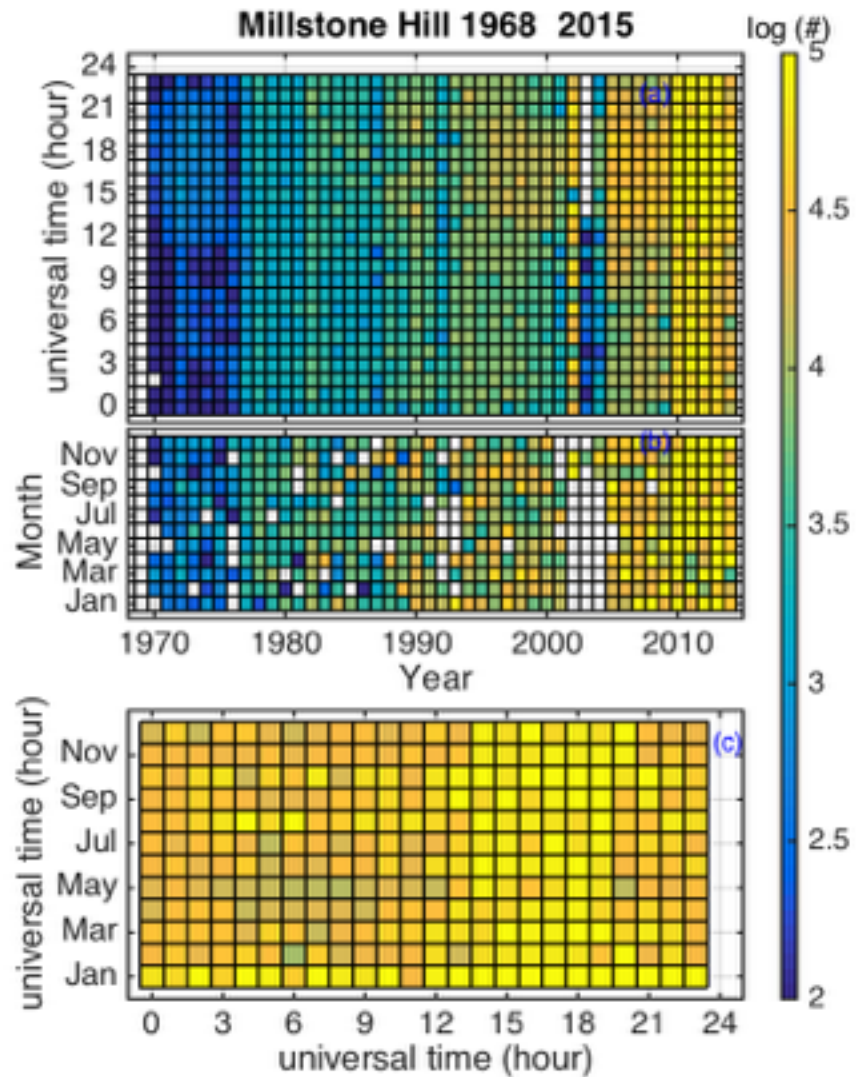 Millstone Hill 1968 2015
log (#)
universal time (hour)
24
21
18
15
12
9
6
3
0
(a)
Month
Nov
Sep
Jul
May
Mar
Jan
(b)
1970 1980 1990 2000 2010
Year
universal time (hour)
Nov
Sep
Jul
May
Mar
Jan
(c)
0 3 6 9 12 15 18 21 24
universal time (hour)
5
4.5
4
3.5
3
2.5
2